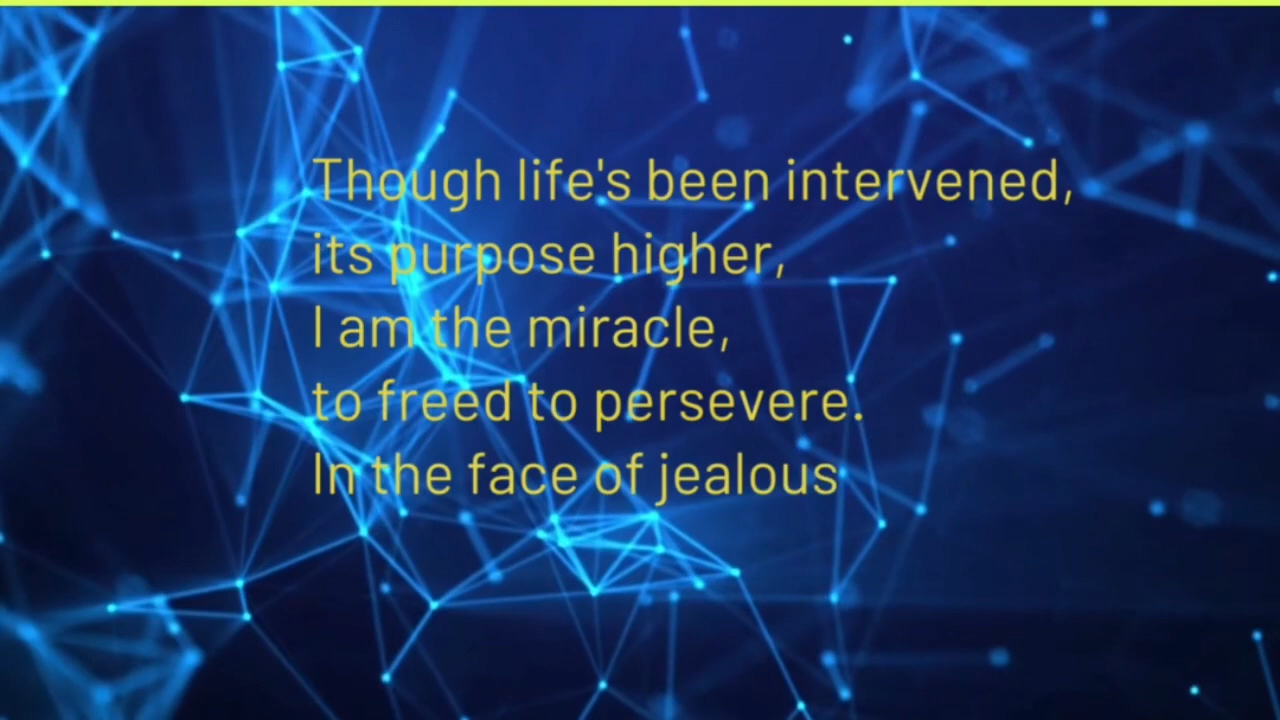 Though life's been intervened,
its purpose higher,
I am the miracle,
to freed to persevere.
In the face of jealous